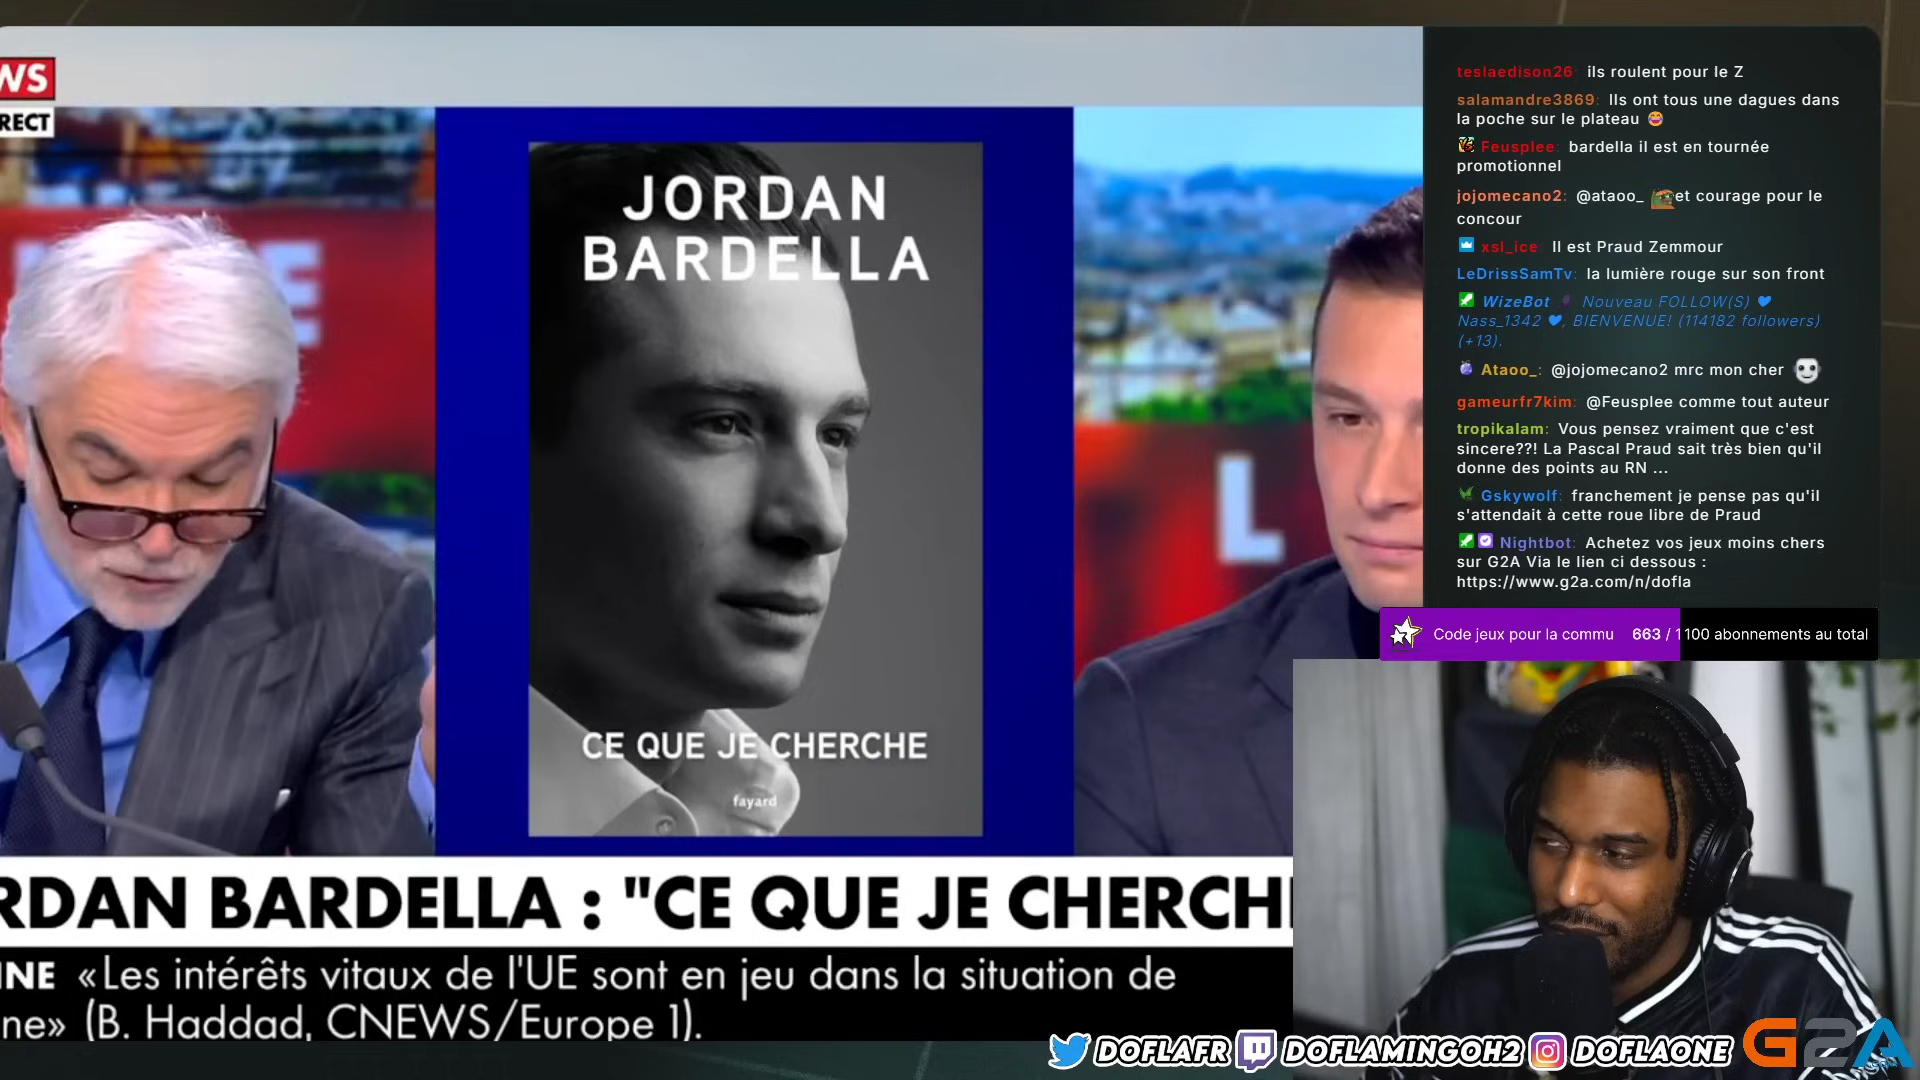 WS
RECT
JORDAN
BARDELLA
CE QUE JE CHERCHE
fayard
E
L
RDAN BARDELLA : "CE QUE JE CHERCH
INE «Les intérêts vitaux de l'UE sont en jeu dans la situation de
ne» (B. Haddad, CNEWS/Europe 1).
teslaedison26: ils roulent pour le Z
salamandre3869: Ils ont tous une dagues dans
la poche sur le plateau
Feusplee: bardella il est en tournée
promotionnel
jojomecano2: @ataoo_ et courage pour le
concour
xsl_ice: Il est Praud Zemmour
LeDrissSamTv: la lumière rouge sur son front
WizeBot Nouveau FOLLOW(S)
Nass_1342, BIENVENUE! (114182 followers)
(+13).
Ataoo_: @jojomecano2 mrc mon cher
gameurfr7kim: @Feusplee comme tout auteur
tropikalam: Vous pensez vraiment que c'est
sincere??! La Pascal Praud sait très bien qu'il
donne des points au RN ...
Gskywolf: franchement je pense pas qu'il
s'attendait à cette roue libre de Praud
Nightbot: Achetez vos jeux moins chers
sur G2A Via le lien ci dessous :
https://www.g2a.com/n/dofla
Code jeux pour la commu 663 / 1100 abonnements au total
DOFLAFR DOFLAMINGOH2 DOFLAONE G2A